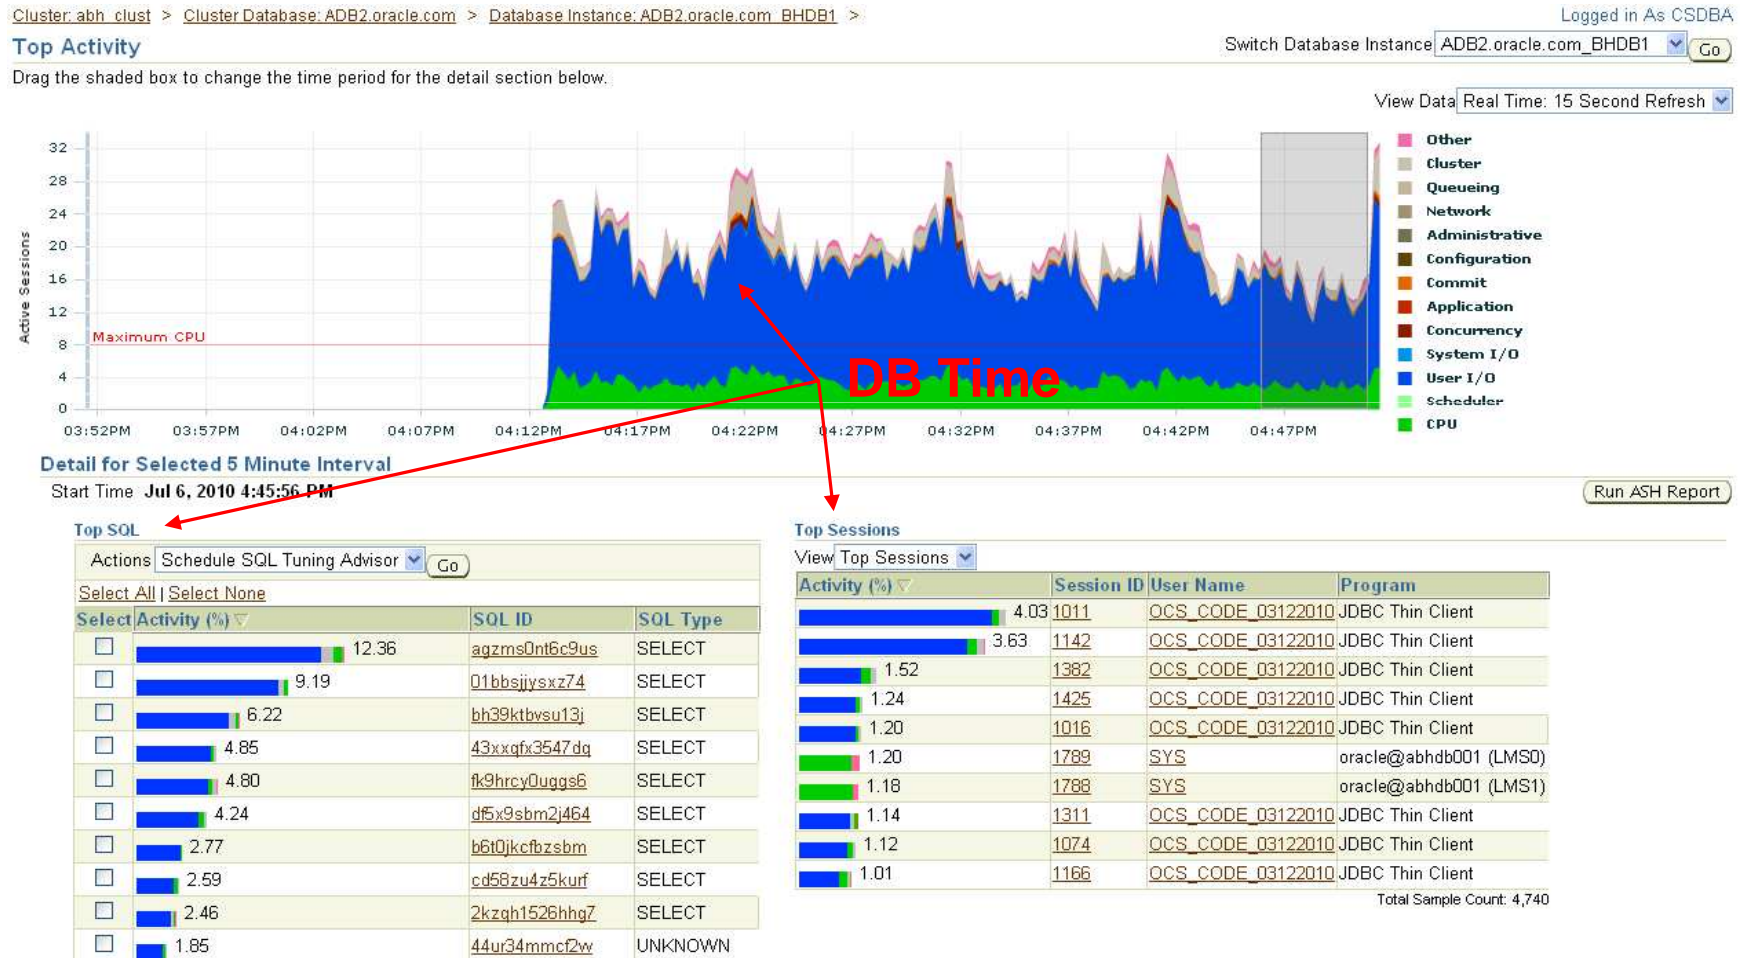 Cluster: abh_clust > Cluster Database: ADB2.oracle.com > Database Instance: ADB2.oracle.com_BHDB1 >
Logged in As CSDBA
Top Activity
Switch Database Instance ADB2.oracle.com_BHDB1 Go
Drag the shaded box to change the time period for the detail section below.
View Data Real Time: 15 Second Refresh
Active Sessions
32
28
24
20
16
12
8
4
0
Maximum CPU
DB Time
Other
Cluster
Queueing
Network
Administrative
Configuration
Commit
Application
Concurrency
System I/O
User I/O
Scheduler
CPU
03:52PM 03:57PM 04:02PM 04:07PM 04:12PM 04:17PM 04:22PM 04:27PM 04:32PM 04:37PM 04:42PM 04:47PM
Detail for Selected 5 Minute Interval
Start Time Jul 6, 2010 4:45:56 PM
Run ASH Report
Top SQL
Actions Schedule SQL Tuning Advisor Go
Select All | Select None
Select Activity (%) SQL ID SQL Type
12.36 agzms0nt6c9us SELECT
9.19 01bbsjjysxz74 SELECT
6.22 bh39ktbvsu13j SELECT
4.85 43xxqfx3547dq SELECT
4.80 fk9hrcy0uggs6 SELECT
4.24 df5x9sbm2j464 SELECT
2.77 b6t0jkcfbzsbm SELECT
2.59 cd58zu4z5kurf SELECT
2.46 2kzqh1526hhg7 SELECT
1.85 44ur34mmcf2w UNKNOWN
Top Sessions
View Top Sessions
Activity (%) Session ID User Name Program
4.03 1011 OCS_CODE_03122010 JDBC Thin Client
3.63 1142 OCS_CODE_03122010 JDBC Thin Client
1.52 1382 OCS_CODE_03122010 JDBC Thin Client
1.24 1425 OCS_CODE_03122010 JDBC Thin Client
1.20 1016 OCS_CODE_03122010 JDBC Thin Client
1.20 1789 SYS oracle@abhdb001 (LMS0)
1.18 1788 SYS oracle@abhdb001 (LMS1)
1.14 1311 OCS_CODE_03122010 JDBC Thin Client
1.12 1074 OCS_CODE_03122010 JDBC Thin Client
1.01 1166 OCS_CODE_03122010 JDBC Thin Client
Total Sample Count: 4,740